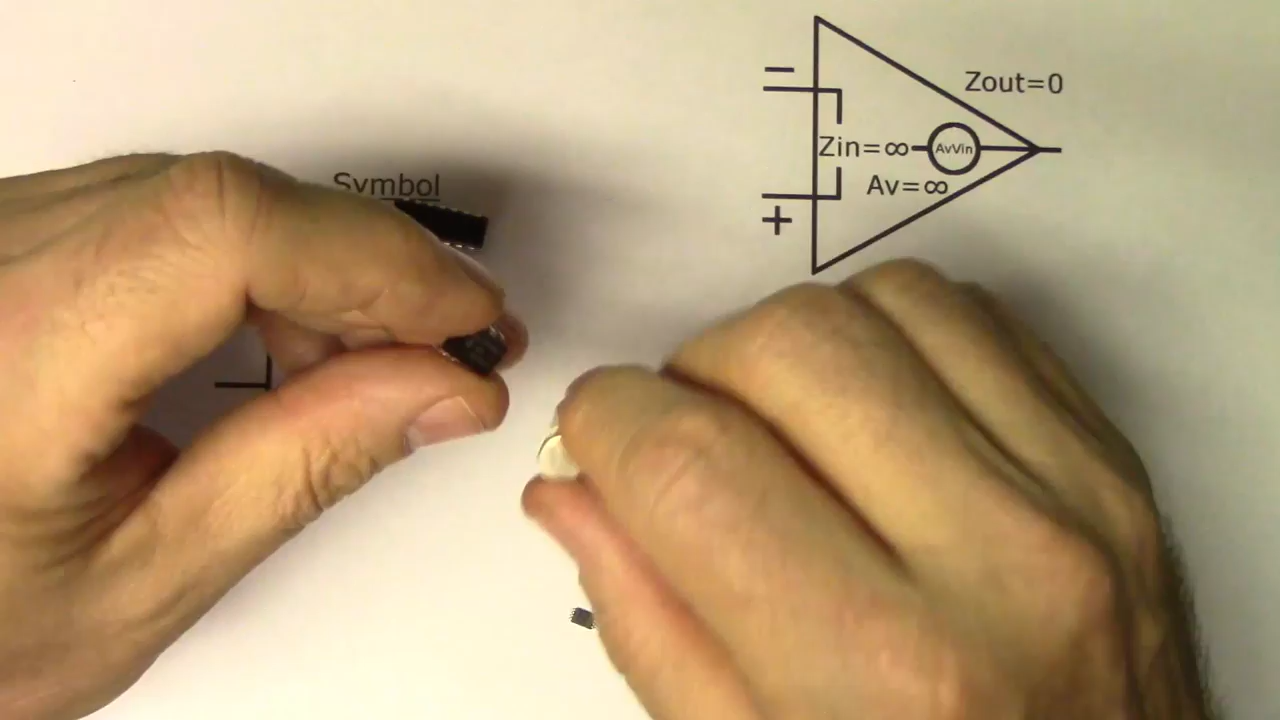 Symbol
−
Zout=0
Zin=∞
AvVin
Av=∞
+